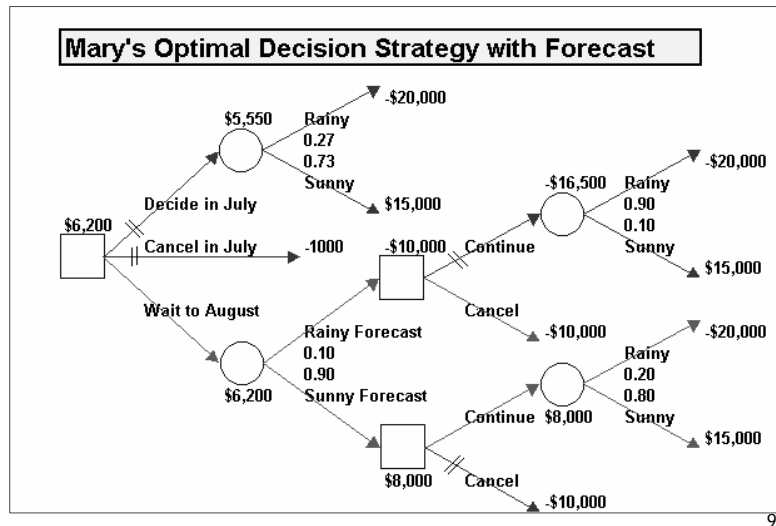 Mary's Optimal Decision Strategy with Forecast
-$20,000
$5,550
Rainy
0.27
0.73
Sunny
$15,000
Decide in July
$6,200
Cancel in July
-1000
Wait to August
-$10,000
Continue
-$16,500
Rainy
0.90
0.10
Sunny
-$20,000
$15,000
Cancel
-$10,000
Rainy Forecast
0.10
0.90
Sunny Forecast
$6,200
Continue
$8,000
Rainy
0.20
0.80
Sunny
-$20,000
$15,000
$8,000
Cancel
-$10,000
9